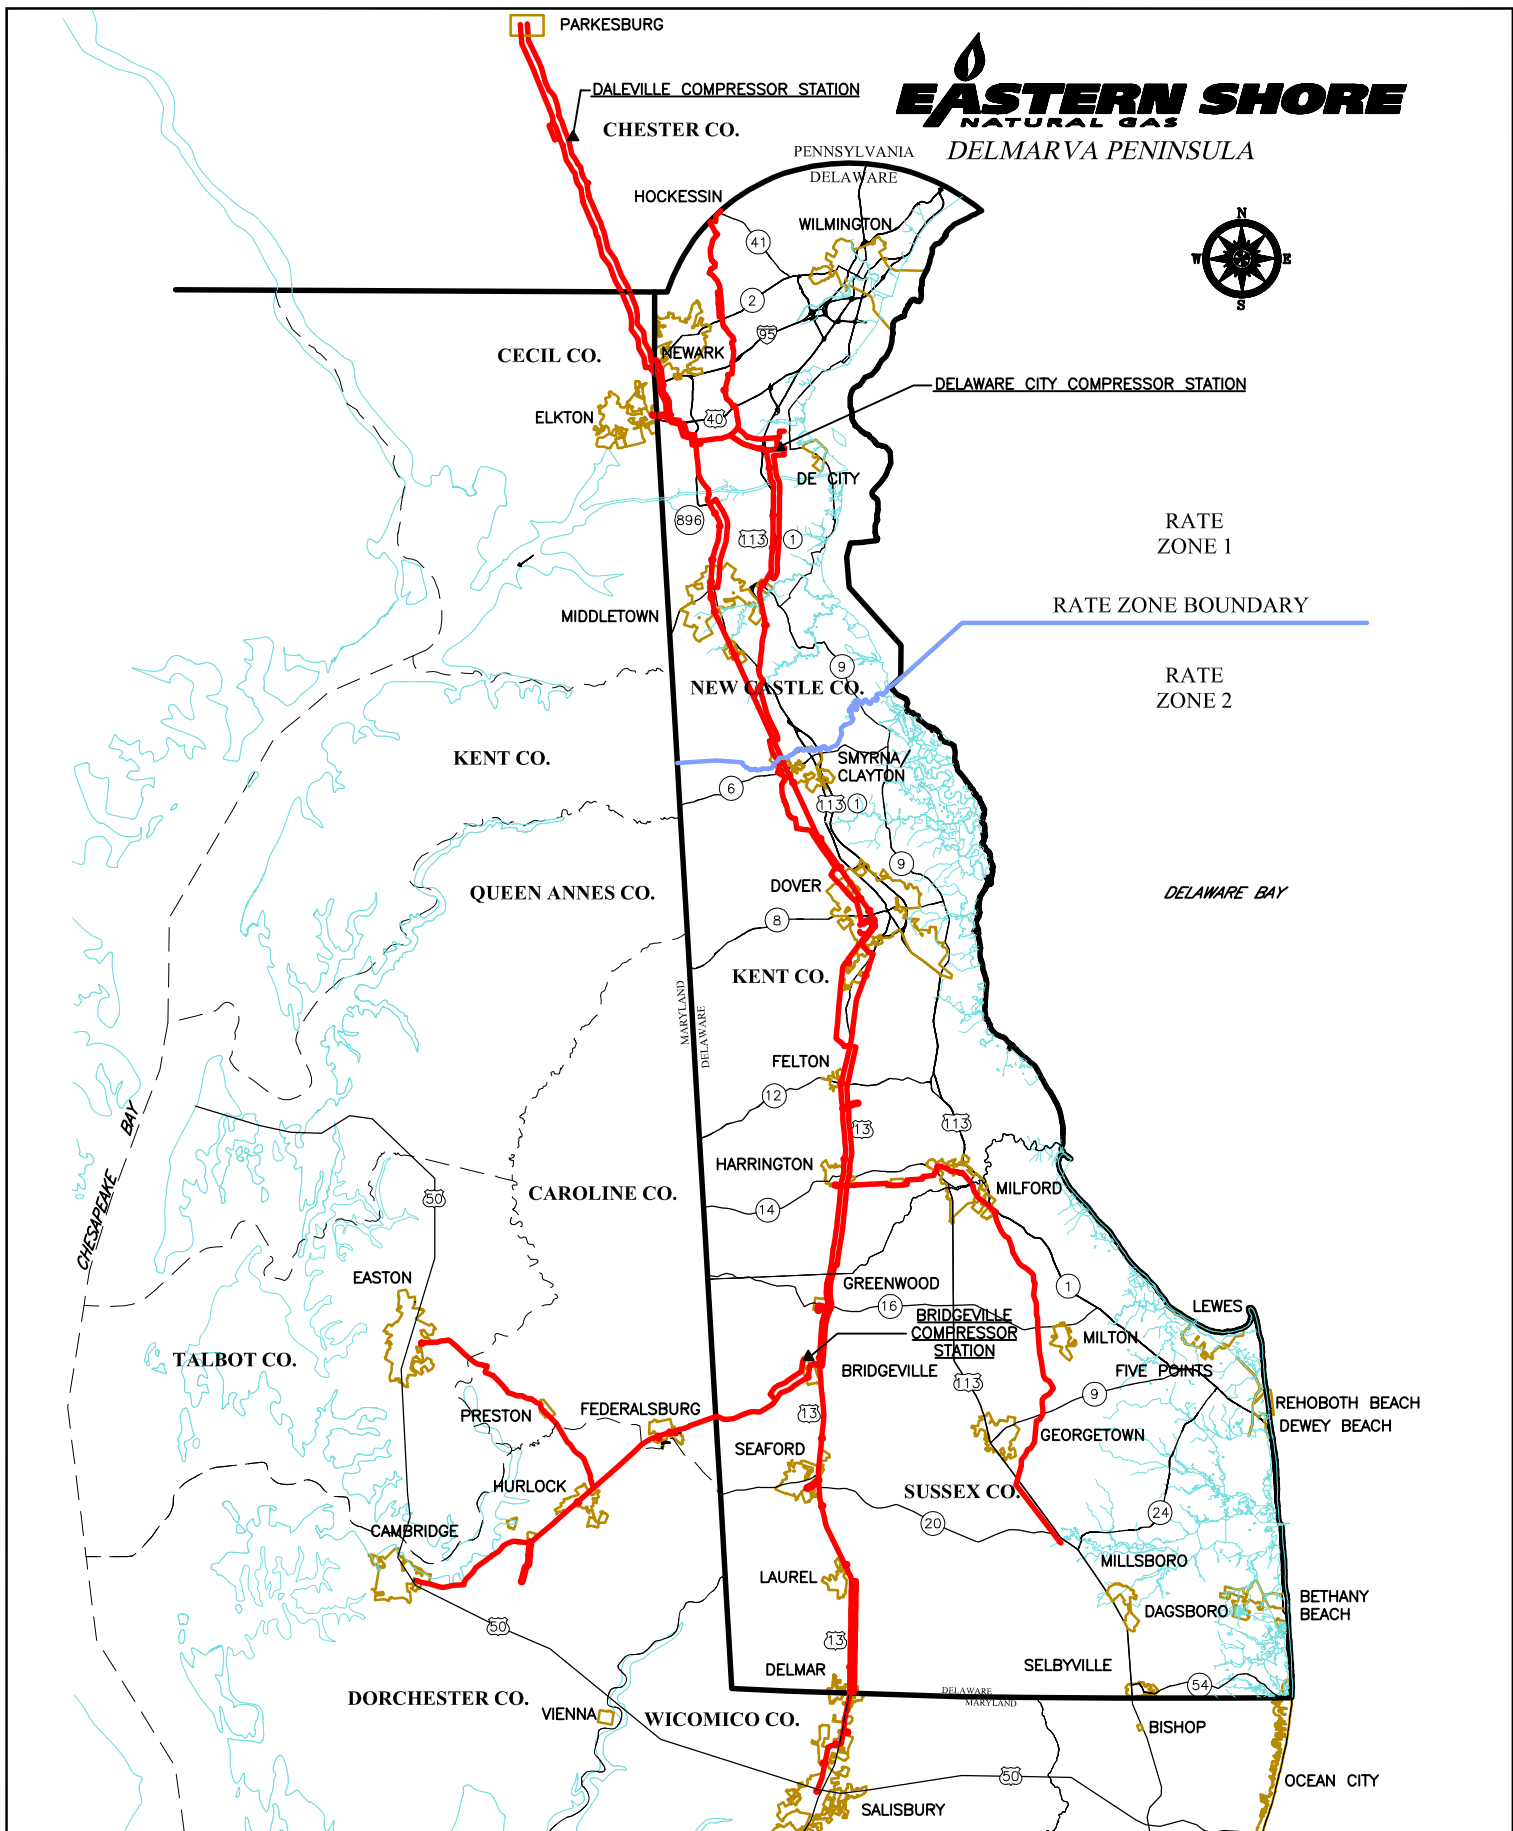 PARKESBURG
DALEVILLE COMPRESSOR STATION
CHESTER CO.
EASTERN SHORE
NATURAL GAS
DELMARVA PENINSULA
PENNSYLVANIA
DELAWARE
HOCKESSIN
WILMINGTON
N
W
E
S
41
2
95
CECIL CO.
NEWARK
DELAWARE CITY COMPRESSOR STATION
ELKTON
40
DE CITY
896
113
1
RATE
ZONE 1
RATE ZONE BOUNDARY
MIDDLETOWN
9
RATE
ZONE 2
NEW CASTLE CO.
KENT CO.
SMYRNA/
CLAYTON
6
113
1
9
QUEEN ANNES CO.
DOVER
DELAWARE BAY
8
KENT CO.
MARYLAND
DELAWARE
FELTON
12
CHESAPEAKE BAY
13
113
HARRINGTON
CAROLINE CO.
50
14
MILFORD
EASTON
GREENWOOD
1
16
BRIDGEVILLE
COMPRESSOR
STATION
LEWES
MILTON
TALBOT CO.
BRIDGEVILLE
FIVE POINTS
113
9
REHOBOTH BEACH
DEWEY BEACH
PRESTON
FEDERALSBURG
13
GEORGETOWN
SEAFORD
HURLOCK
SUSSEX CO.
24
20
CAMBRIDGE
MILLSBORO
LAUREL
BETHANY
BEACH
DAGSBORO
50
13
DELMAR
SELBYVILLE
54
DELAWARE
MARYLAND
DORCHESTER CO.
VIENNA
WICOMICO CO.
BISHOP
50
OCEAN CITY
SALISBURY